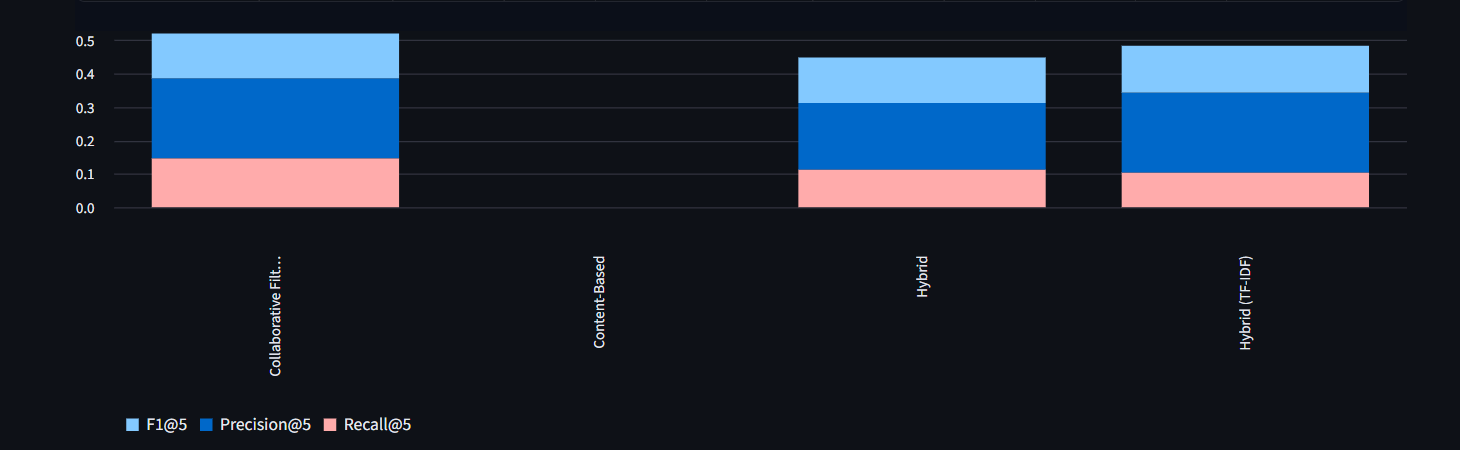 0.5
0.4
0.3
0.2
0.1
0.0
Collaborative Filt...
Content-Based
Hybrid
Hybrid (TF-IDF)
F1@5 Precision@5 Recall@5